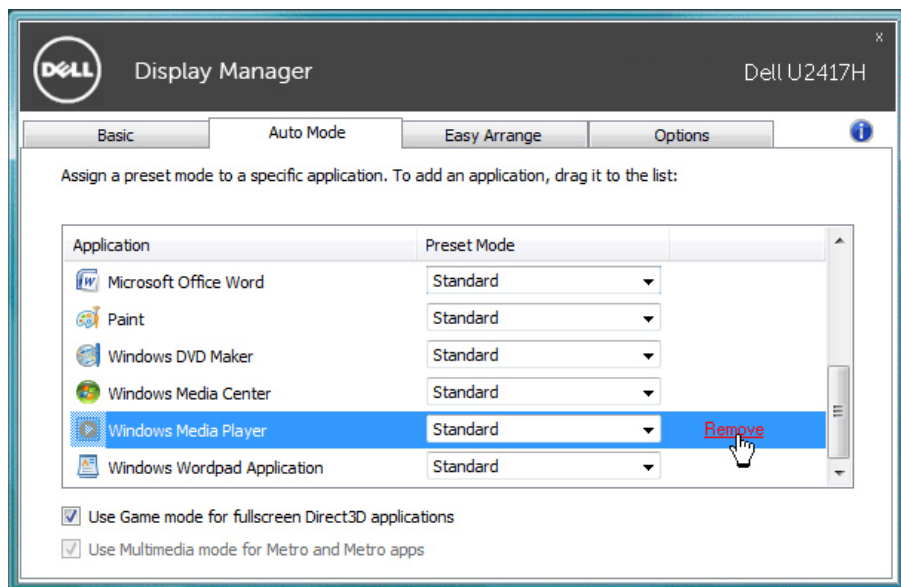 x
DELL Display Manager Dell U2417H
Basic Auto Mode Easy Arrange Options i
Assign a preset mode to a specific application. To add an application, drag it to the list:
Application Preset Mode
W Microsoft Office Word Standard
Paint Standard
Windows DVD Maker Standard
Windows Media Center Standard
Windows Media Player Standard Remove
Windows Wordpad Application Standard
Use Game mode for fullscreen Direct3D applications
Use Multimedia mode for Metro and Metro apps